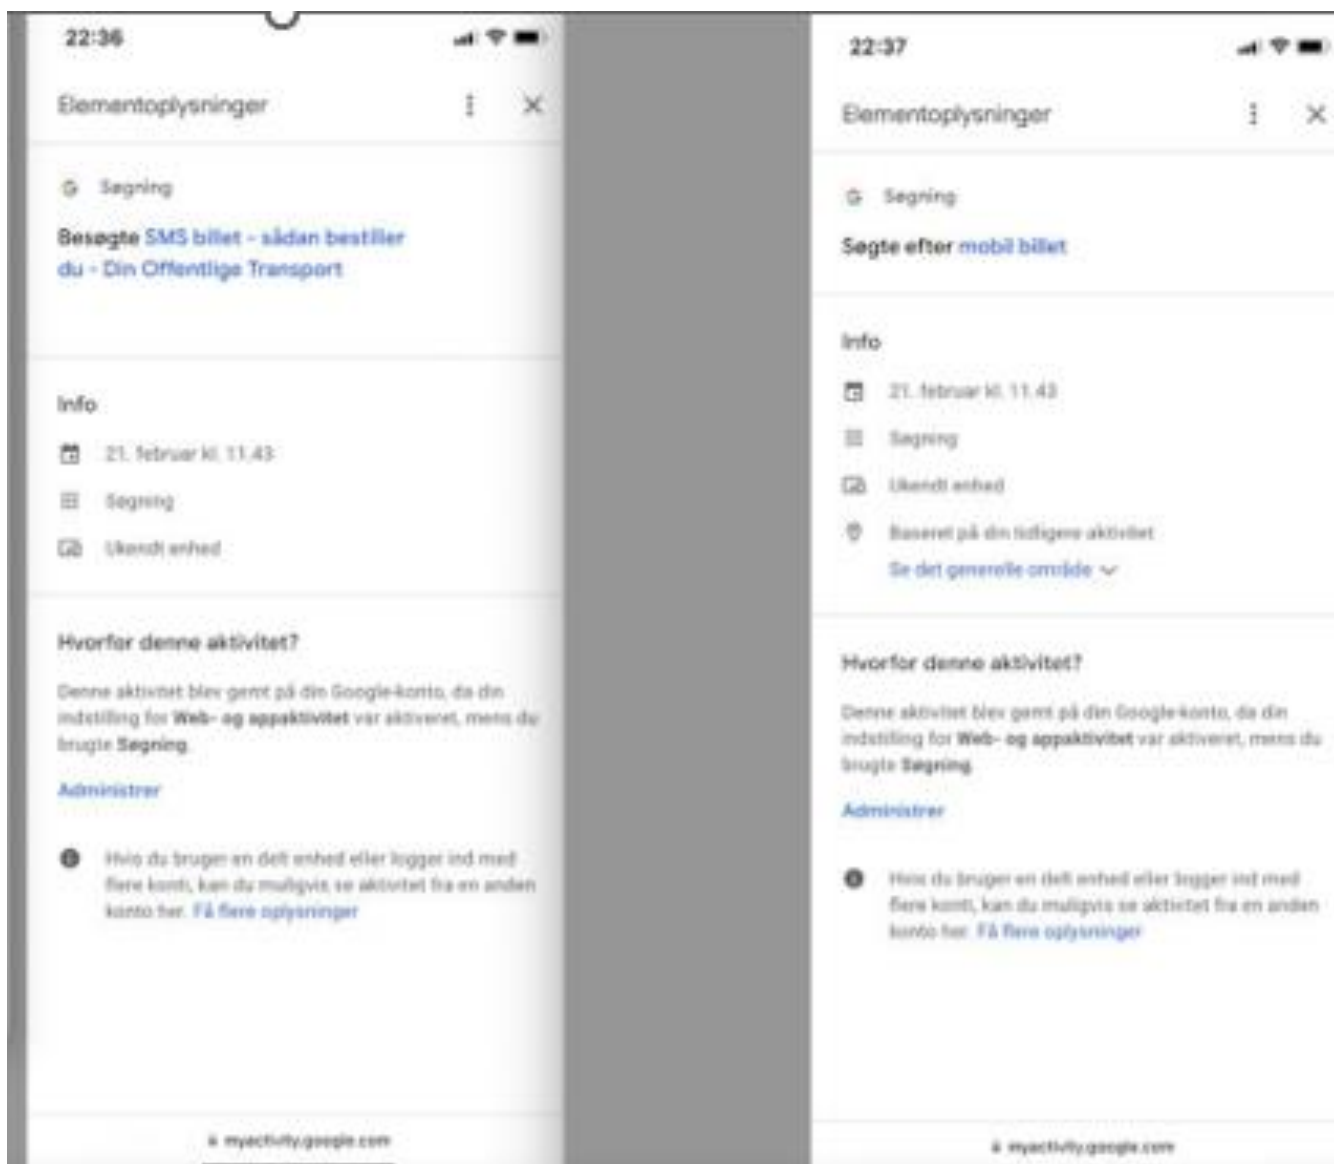 22:36
Elementoplysninger
Søgning
Besøgte SMS billet - sådan bestiller
du - Din Offentlige Transport
Info
21. februar kl. 11.43
Søgning
Ukendt enhed
Hvorfor denne aktivitet?
Denne aktivitet blev gemt på din Google-konto, da din
indstilling for Web- og appaktivitet var aktiveret, mens du
brugte Søgning.
Administrer
Hvis du bruger en delt enhed eller logger ind med
flere konti, kan du muligvis se aktivitet fra en anden
konto her. Få flere oplysninger
myactivity.google.com
22:37
Elementoplysninger
Søgning
Søgte efter mobil billet
Info
21. februar kl. 11.43
Søgning
Ukendt enhed
Baseret på din tidligere aktivitet
Se det generelle område
Hvorfor denne aktivitet?
Denne aktivitet blev gemt på din Google-konto, da din
indstilling for Web- og appaktivitet var aktiveret, mens du
brugte Søgning.
Administrer
Hvis du bruger en delt enhed eller logger ind med
flere konti, kan du muligvis se aktivitet fra en anden
konto her. Få flere oplysninger
myactivity.google.com